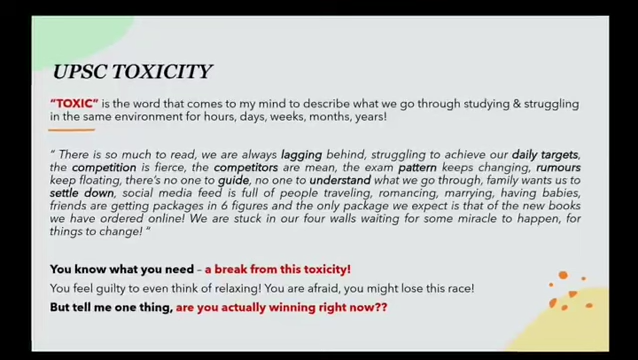 UPSC TOXICITY
"TOXIC" is the word that comes to my mind to describe what we go through studying & struggling
in the same environment for hours, days, weeks, months, years!
" There is so much to read, we are always lagging behind, struggling to achieve our daily targets,
the competition is fierce, the competitors are mean, the exam pattern keeps changing, rumours
keep floating, there's no one to guide, no one to understand what we go through, family wants us to
settle down, social media feed is full of people traveling, romancing, marrying, having babies,
friends are getting packages in 6 figures and the only package we expect is that of the new books
we have ordered online! We are stuck in our four walls waiting for some miracle to happen, for
things to change! "
You know what you need – a break from this toxicity!
You feel guilty to even think of relaxing! You are afraid, you might lose this race!
But tell me one thing, are you actually winning right now??